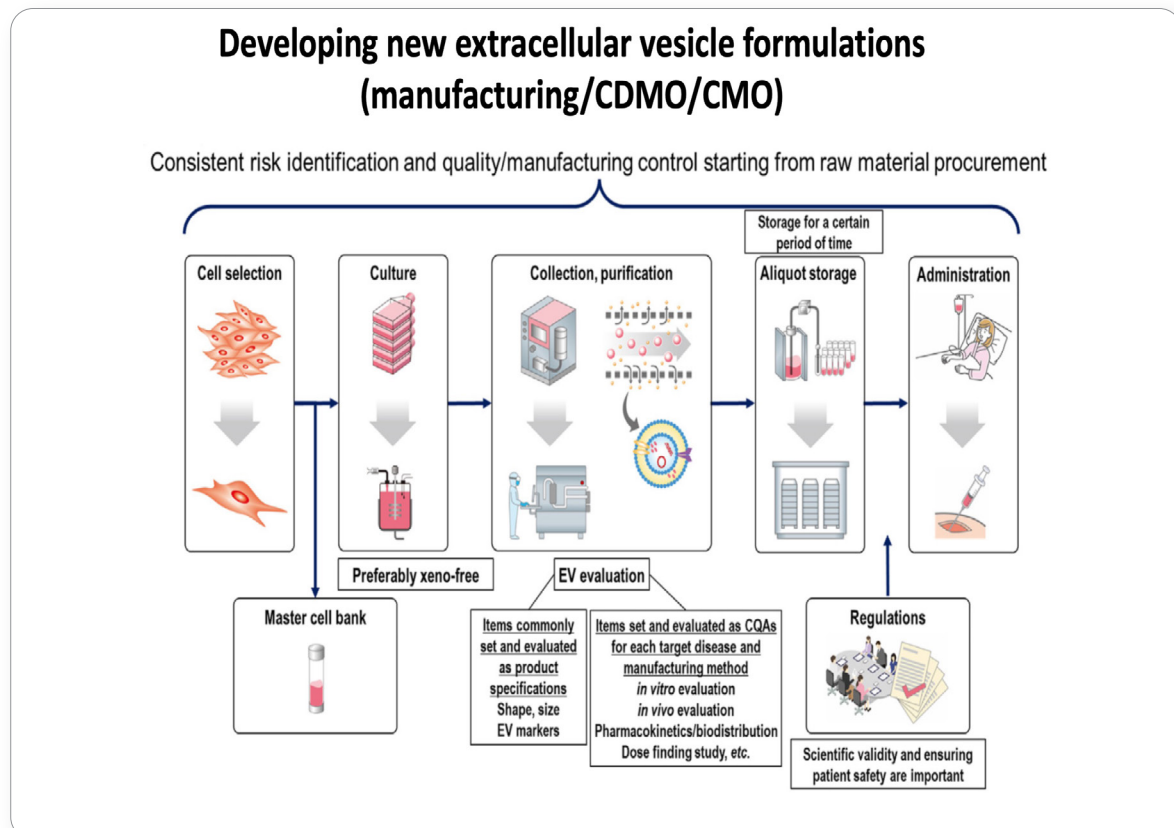 Developing new extracellular vesicle formulations
(manufacturing/CDMO/CMO)
Consistent risk identification and quality/manufacturing control starting from raw material procurement
Storage for a certain
period of time
Cell selection
Culture
Collection, purification
Aliquot storage
Administration
Preferably xeno-free
EV evaluation
Master cell bank
Items commonly
set and evaluated
as product
specifications
Shape, size
EV markers
Items set and evaluated as CQAs
for each target disease and
manufacturing method
in vitro evaluation
in vivo evaluation
Pharmacokinetics/biodistribution
Dose finding study, etc.
Regulations
Scientific validity and ensuring
patient safety are important